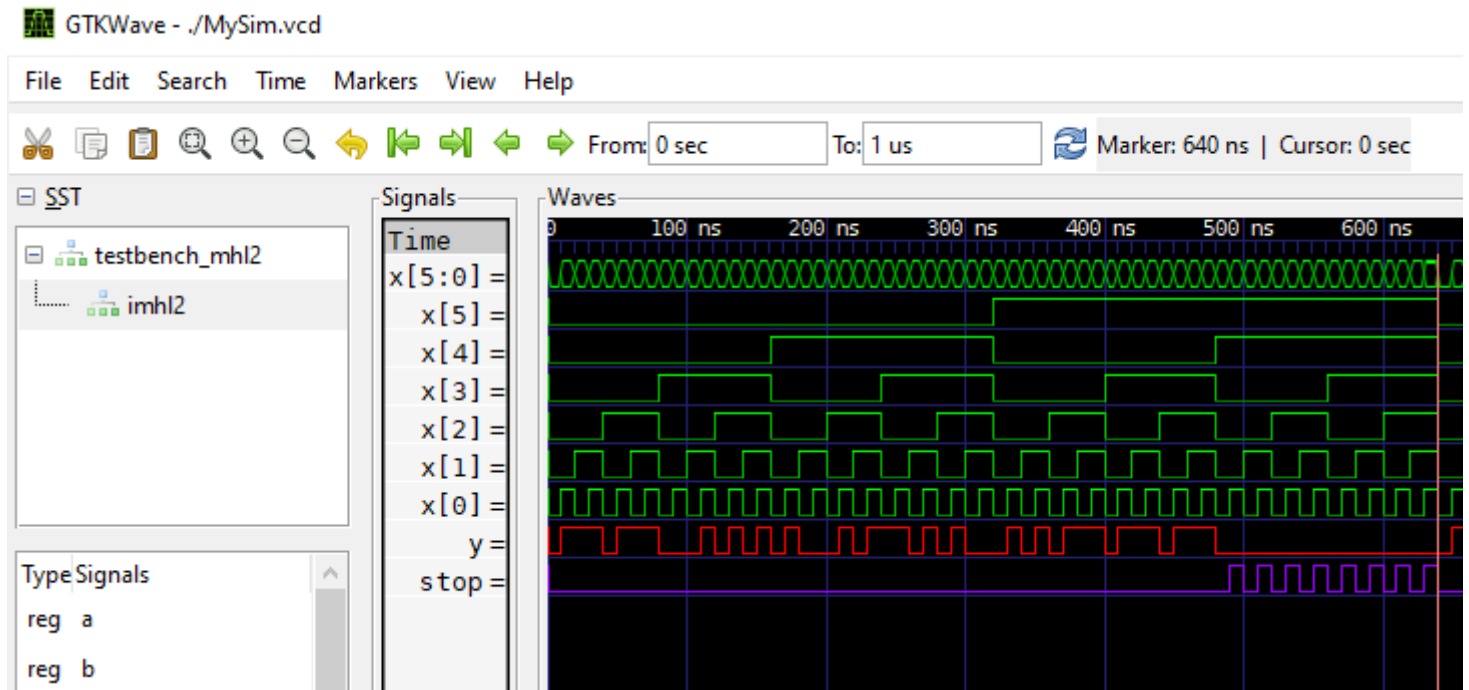 GTKWave - ./MySim.vcd
File Edit Search Time Markers View Help
From: 0 sec To: 1 us Marker: 640 ns | Cursor: 0 sec
SST
testbench_mhl2
imhl2
Type Signals
reg a
reg b
Signals
Time
x[5:0] =
x[5] =
x[4] =
x[3] =
x[2] =
x[1] =
x[0] =
y =
stop =
Waves
0 100 ns 200 ns 300 ns 400 ns 500 ns 600 ns